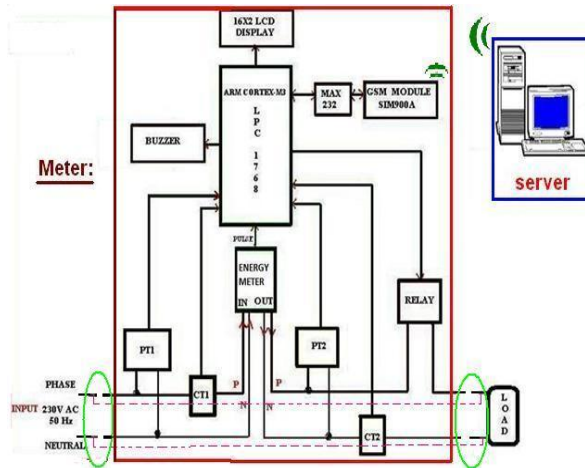 16X2 LCD
DISPLAY
ARM CORTEX-M3
L
P
C
1
7
6
8
MAX
232
GSM MODULE
SIM900A
BUZZER
Meter:
server
PULSE
ENERGY
METER
IN OUT
RELAY
PT1
PT2
PHASE
CT1
P
P
INPUT 230V AC
50 Hz
N
N
NEUTRAL
CT2
L
O
A
D